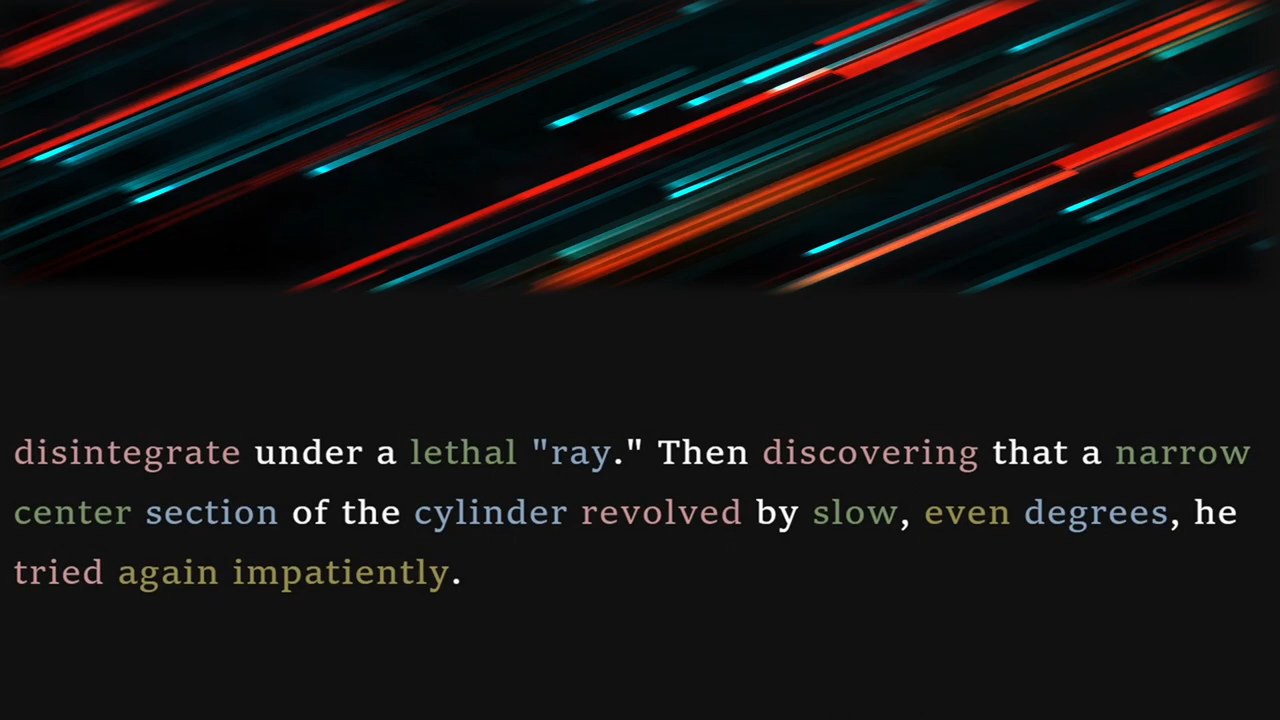 disintegrate under a lethal "ray." Then discovering that a narrow
center section of the cylinder revolved by slow, even degrees, he
tried again impatiently.